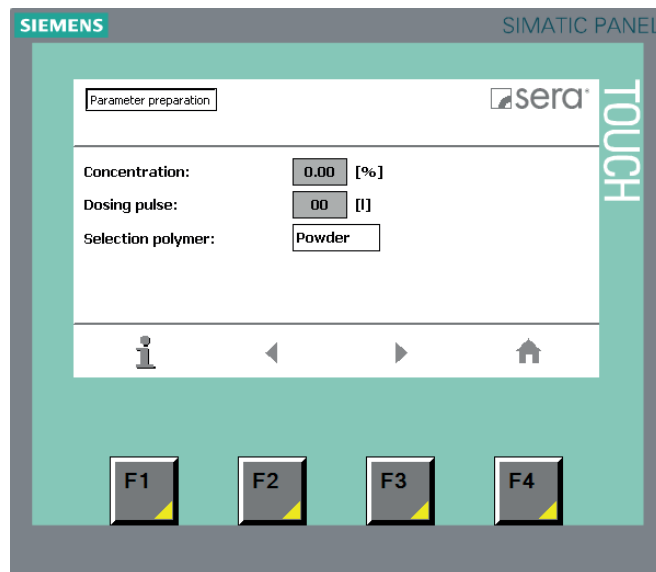 SIEMENS
SIMATIC PANEL
Parameter preparation
sera
TOUCH
Concentration: 0.00 [%]
Dosing pulse: 00 [l]
Selection polymer: Powder
F1 F2 F3 F4